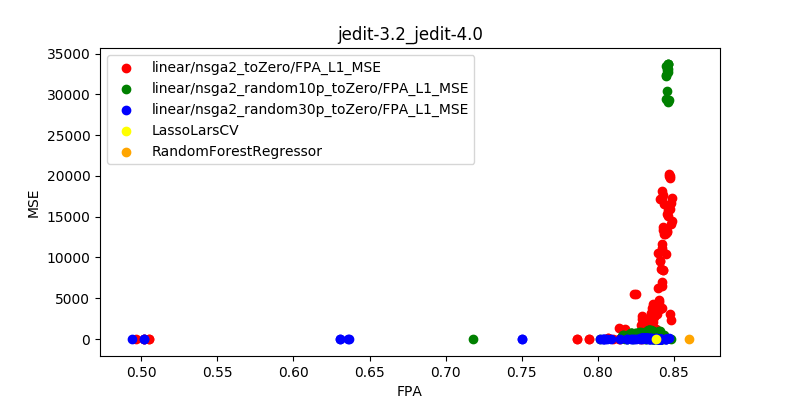 jedit-3.2_jedit-4.0
linear/nsga2_toZero/FPA_L1_MSE
linear/nsga2_random10p_toZero/FPA_L1_MSE
linear/nsga2_random30p_toZero/FPA_L1_MSE
LassoLarsCV
RandomForestRegressor
MSE
35000
30000
25000
20000
15000
10000
5000
0
0.50 0.55 0.60 0.65 0.70 0.75 0.80 0.85
FPA